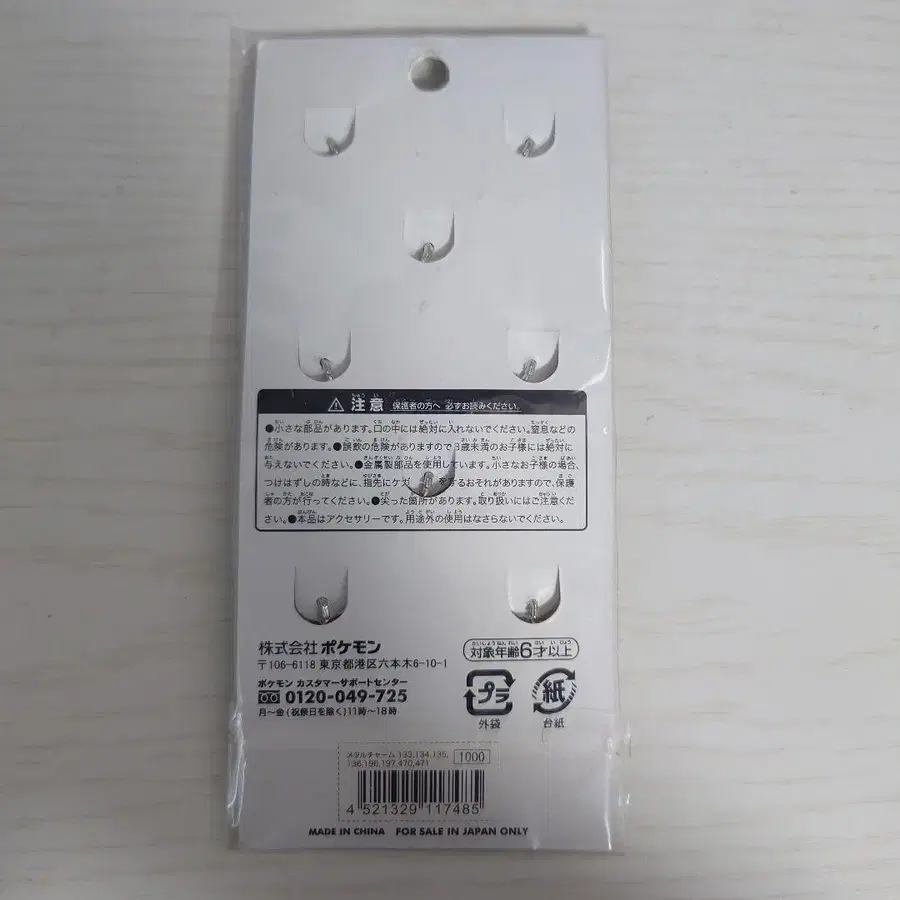 注意 保護者の方へ 必ずお読みください。
●小さな部品があります。口の中には絶対に入れないでください。窒息などの
危険があります。●誤飲の危険がありますので3歳未満のお子様には絶対に
与えないでください。●金属製部品を使用しています。小さなお子様の場合、
つけはずしの時などに、指先にケガをするおそれがありますので、保護
者の方が行ってください。●尖った箇所があります。取り扱いにはご注意くだ
さい。●本品はアクセサリーです。用途外の使用はなさらないでください。
株式会社 ポケモン
〒106-6118 東京都港区六本木6-10-1
ポケモン カスタマーサポートセンター
0120-049-725
月〜金(祝祭日を除く)11時〜18時
対象年齢6才以上
プラ
外袋
紙
台紙
メタルチャーム 133,134,135,
136,196,197,470,471
1000
4 521329 117485
MADE IN CHINA FOR SALE IN JAPAN ONLY